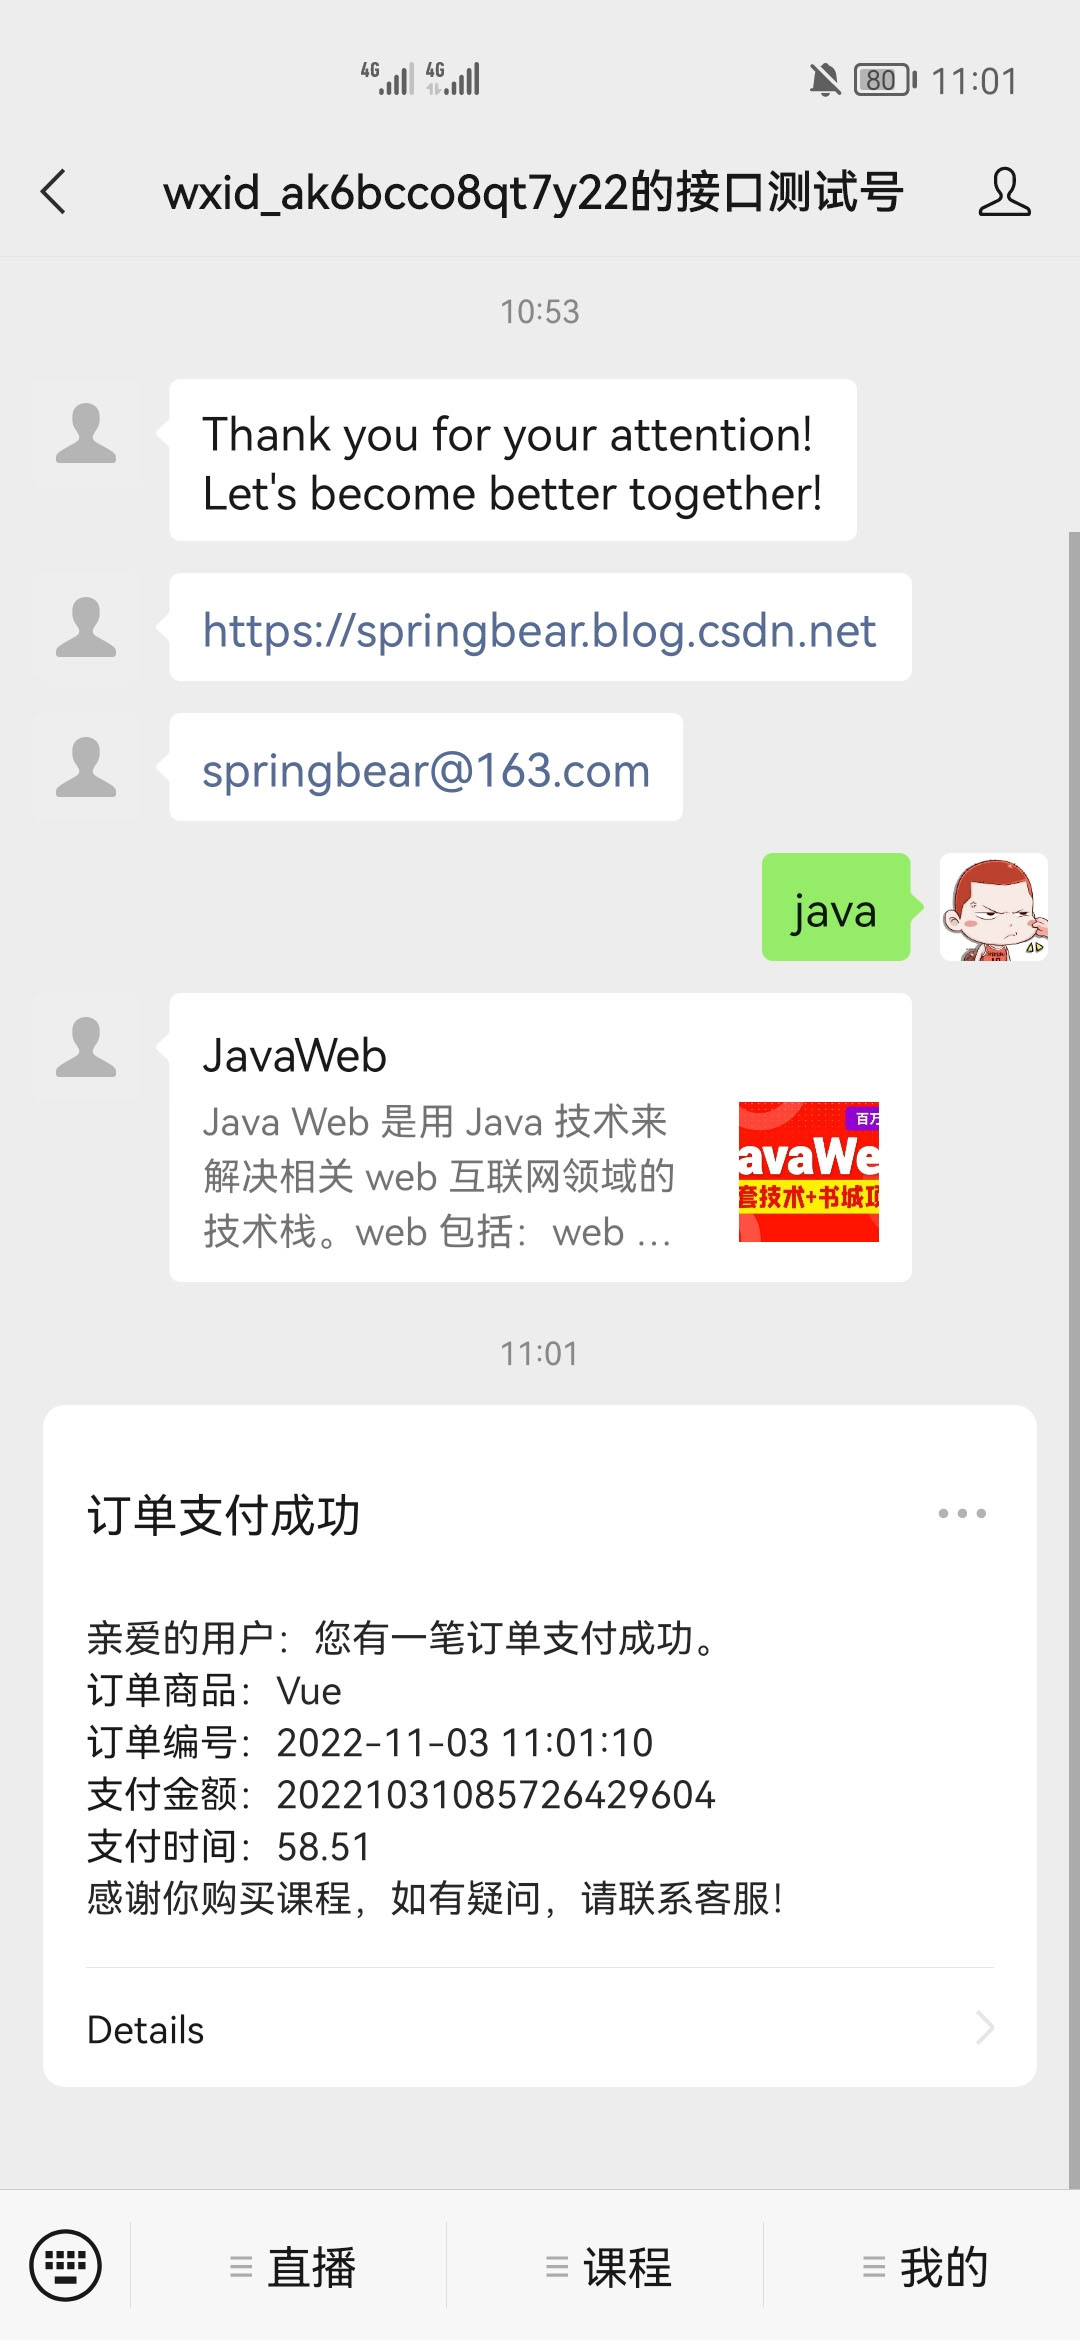 4G 4G 80 11:01
wxid_ak6bcco8qt7y22的接口测试号
10:53
Thank you for your attention!
Let's become better together!
https://springbear.blog.csdn.net
springbear@163.com
java
JavaWeb
Java Web 是用 Java 技术来
解决相关 web 互联网领域的
技术栈。web 包括：web ...
百万
avaWe
套技术+书城项
11:01
订单支付成功
亲爱的用户：您有一笔订单支付成功。
订单商品：Vue
订单编号：2022-11-03 11:01:10
支付金额：20221031085726429604
支付时间：58.51
感谢你购买课程，如有疑问，请联系客服！
Details
直播 课程 我的